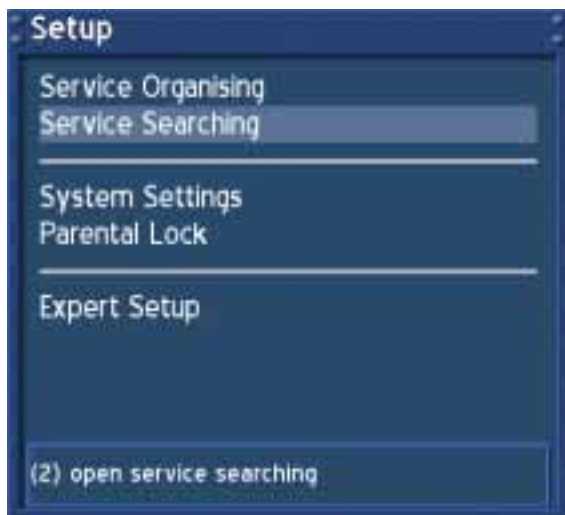 Setup
Service Organising
Service Searching
System Settings
Parental Lock
Expert Setup
(2) open service searching